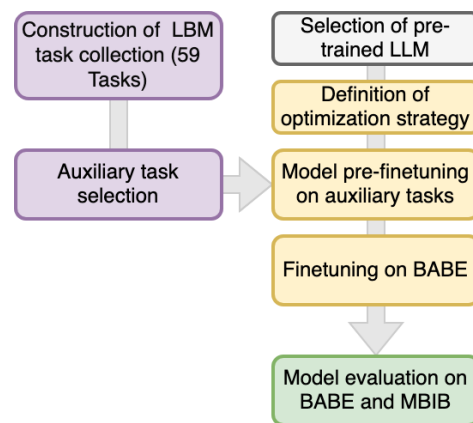 Construction of LBM
task collection (59
Tasks)
Auxiliary task
selection
Selection of pre-
trained LLM
Definition of
optimization strategy
Model pre-finetuning
on auxiliary tasks
Finetuning on BABE
Model evaluation on
BABE and MBIB